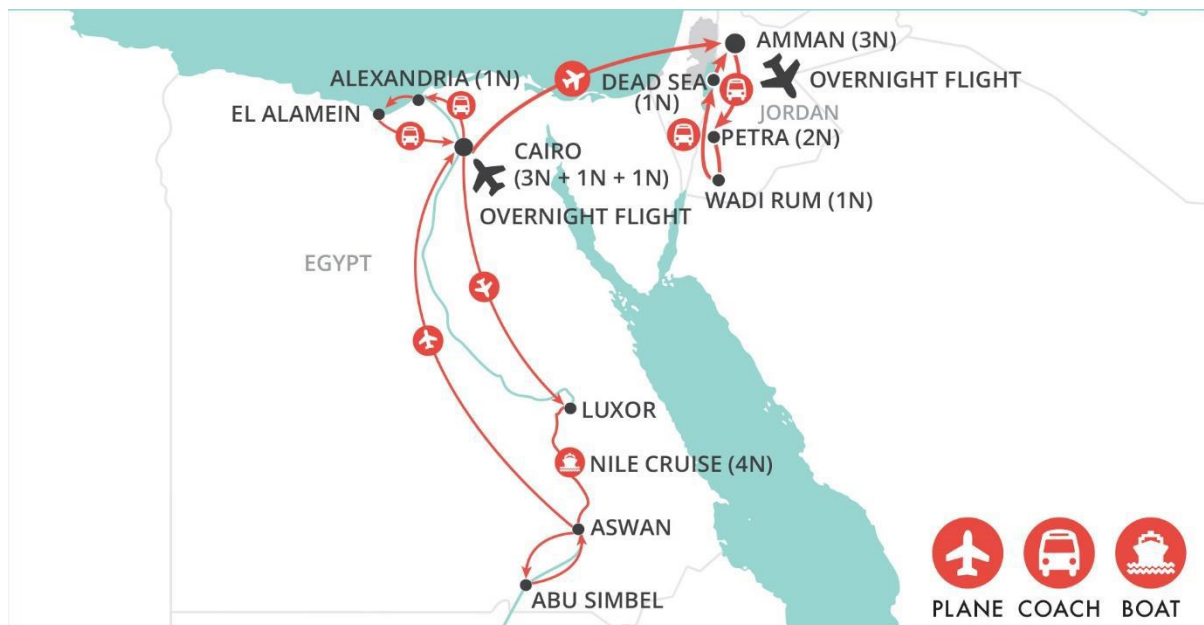 AMMAN (3N)
OVERNIGHT FLIGHT
ALEXANDRIA (1N)
DEAD SEA
(1N)
EL ALAMEIN
JORDAN
PETRA (2N)
CAIRO
(3N + 1N + 1N)
OVERNIGHT FLIGHT
WADI RUM (1N)
EGYPT
LUXOR
NILE CRUISE (4N)
ASWAN
ABU SIMBEL
PLANE COACH BOAT